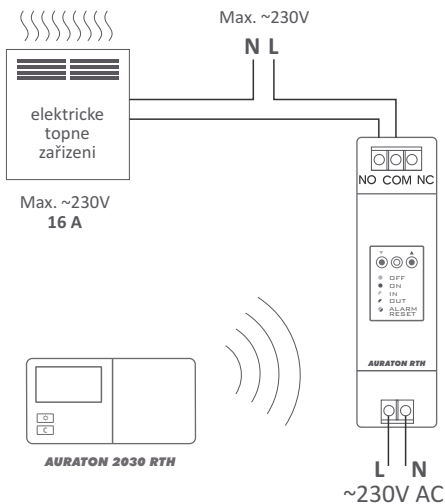 Max. ~230V
N L
elektricke
topne
zařizeni
Max. ~230V
16 A
NO COM NC
OFF
ON
IN
OUT
ALARM
RESET
AURATON RTH
AURATON 2030 RTH
L N
~230V AC